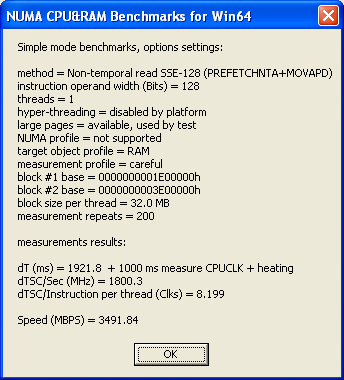 NUMA CPU&RAM Benchmarks for Win64
Simple mode benchmarks, options settings:
method = Non-temporal read SSE-128 (PREFETCHNTA+MOVAPD)
instruction operand width (Bits) = 128
threads = 1
hyper-threading = disabled by platform
large pages = available, used by test
NUMA profile = not supported
target object profile = RAM
measurement profile = careful
block #1 base = 0000000001E00000h
block #2 base = 0000000003E00000h
block size per thread = 32.0 MB
measurement repeats = 200
measurements results:
dT (ms) = 1921.8 + 1000 ms measure CPUCLK + heating
dTSC/Sec (MHz) = 1800.3
dTSC/Instruction per thread (Clks) = 8.199
Speed (MBPS) = 3491.84
OK